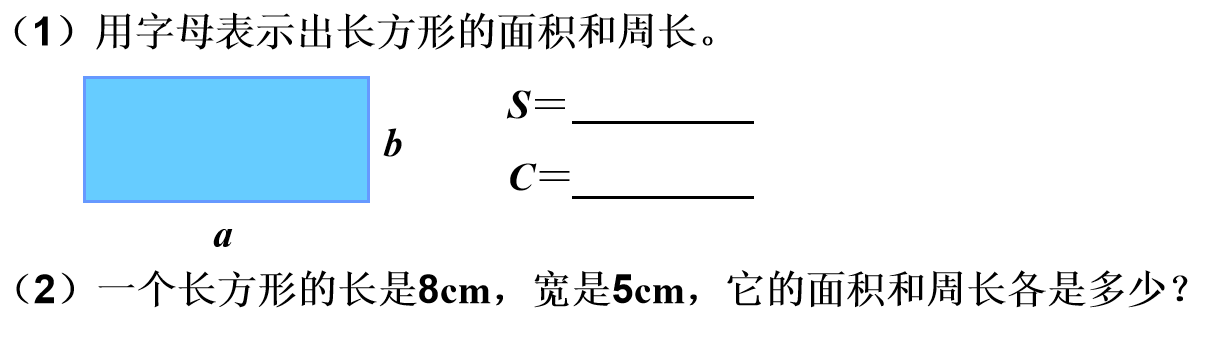 （1）用字母表示出长方形的面积和周长。
S=________
b
C=________
a
（2）一个长方形的长是8cm，宽是5cm，它的面积和周长各是多少？